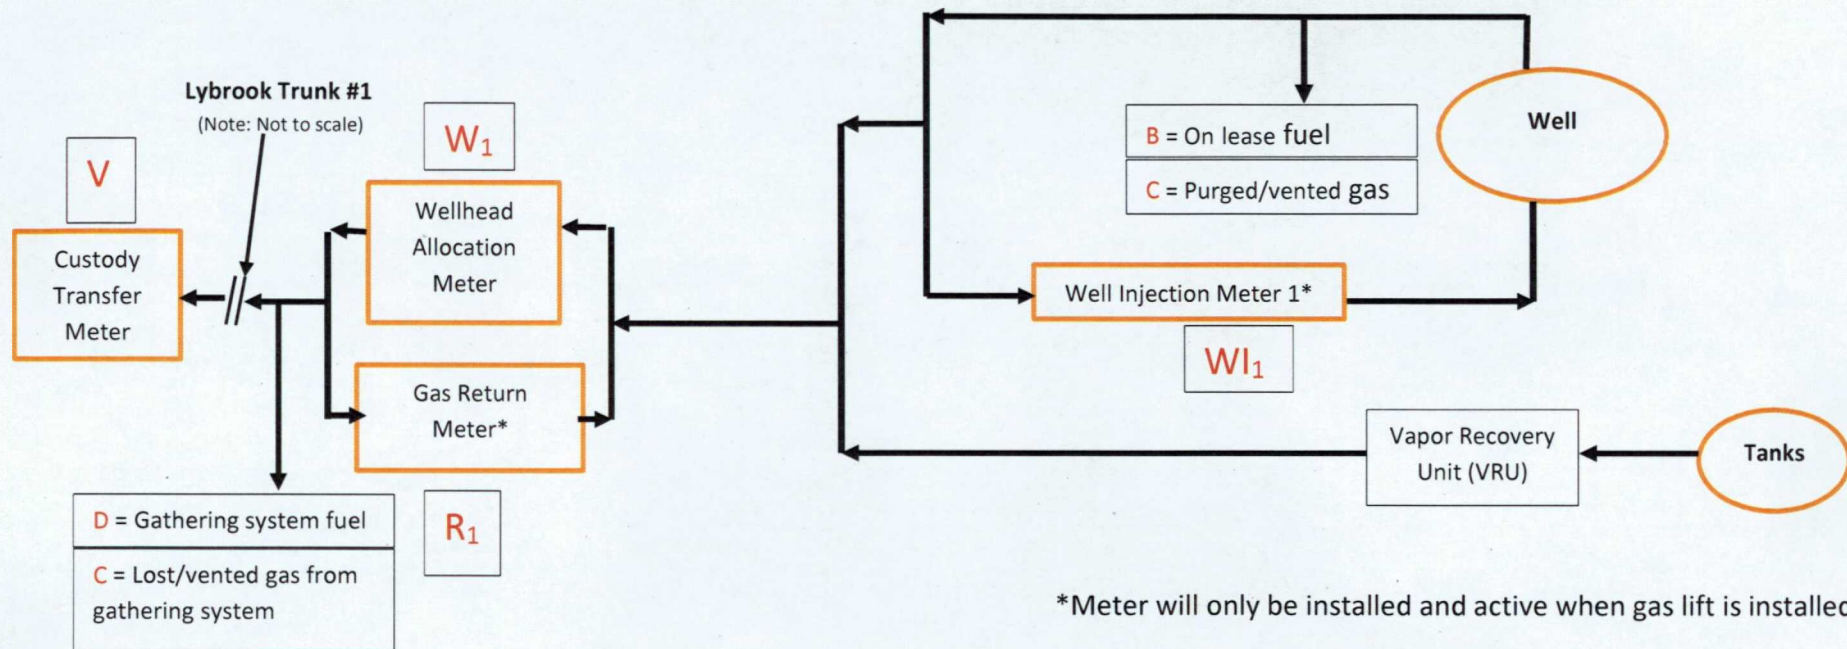 Lybrook Trunk #1
(Note: Not to scale)
V
Custody
Transfer
Meter
W₁
Wellhead
Allocation
Meter
Gas Return
Meter*
R₁
D = Gathering system fuel
C = Lost/vented gas from
gathering system
B = On lease fuel
C = Purged/vented gas
Well
Well Injection Meter 1*
WI₁
Vapor Recovery
Unit (VRU)
Tanks
*Meter will only be installed and active when gas lift is installed